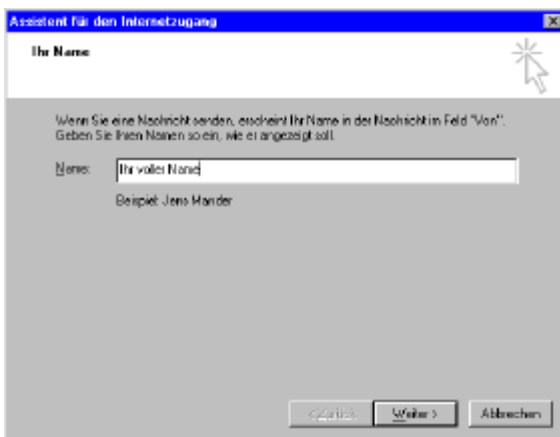 Assistent für den Internetzugang
Ihr Name
Wenn Sie eine Nachricht senden, erscheint Ihr Name in der Nachricht im Feld "Von".
Geben Sie Ihren Namen so ein, wie er angezeigt soll.
Name: Ihr voller Name
Beispiel: Jens Mander
< Zurück Weiter > Abbrechen